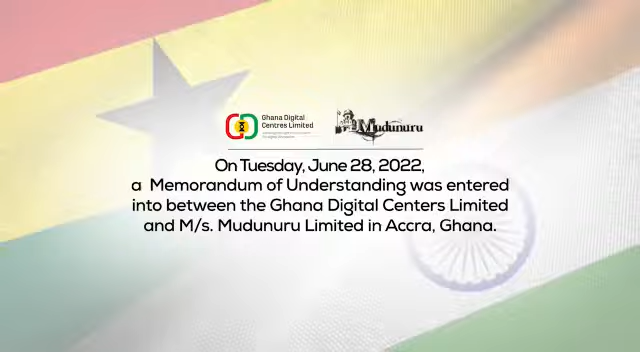 Ghana Digital
Centres Limited
Mudunuru
On Tuesday, June 28, 2022,
a Memorandum of Understanding was entered
into between the Ghana Digital Centers Limited
and M/s. Mudunuru Limited in Accra, Ghana.